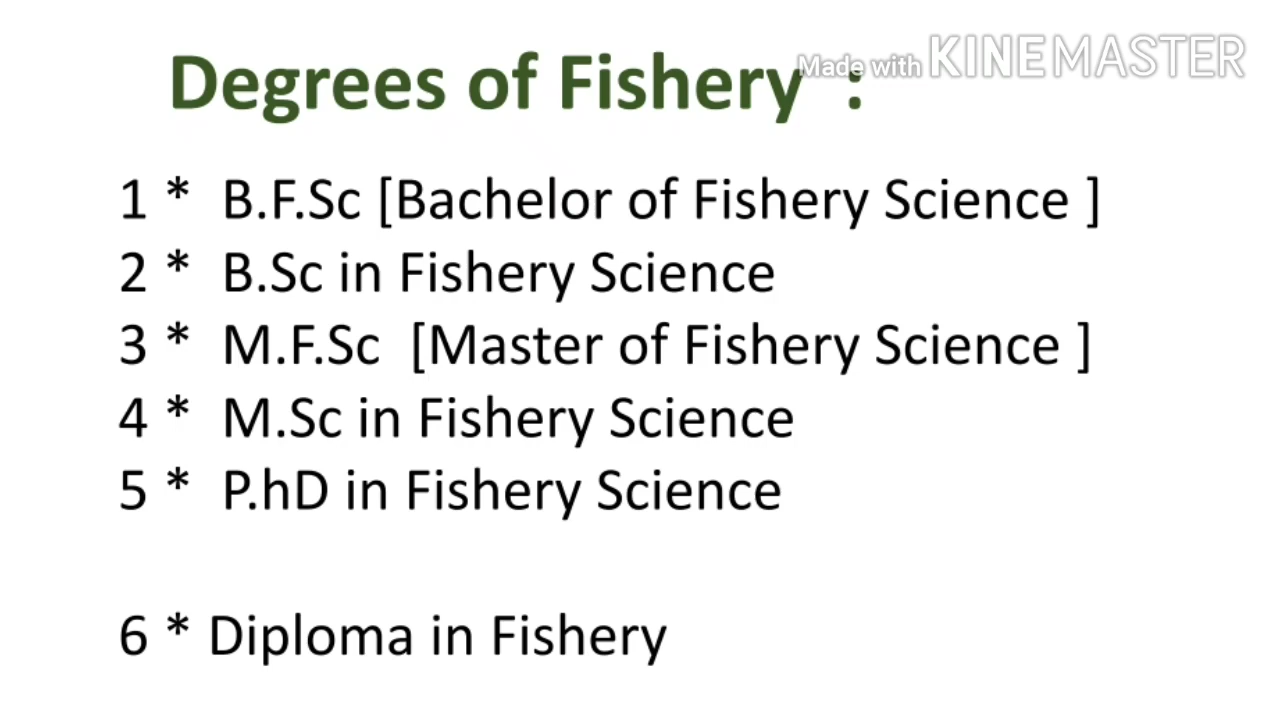 Made with KINEMASTER
Degrees of Fishery :
1 * B.F.Sc [Bachelor of Fishery Science ]
2 * B.Sc in Fishery Science
3 * M.F.Sc [Master of Fishery Science ]
4 * M.Sc in Fishery Science
5 * P.hD in Fishery Science
6 * Diploma in Fishery